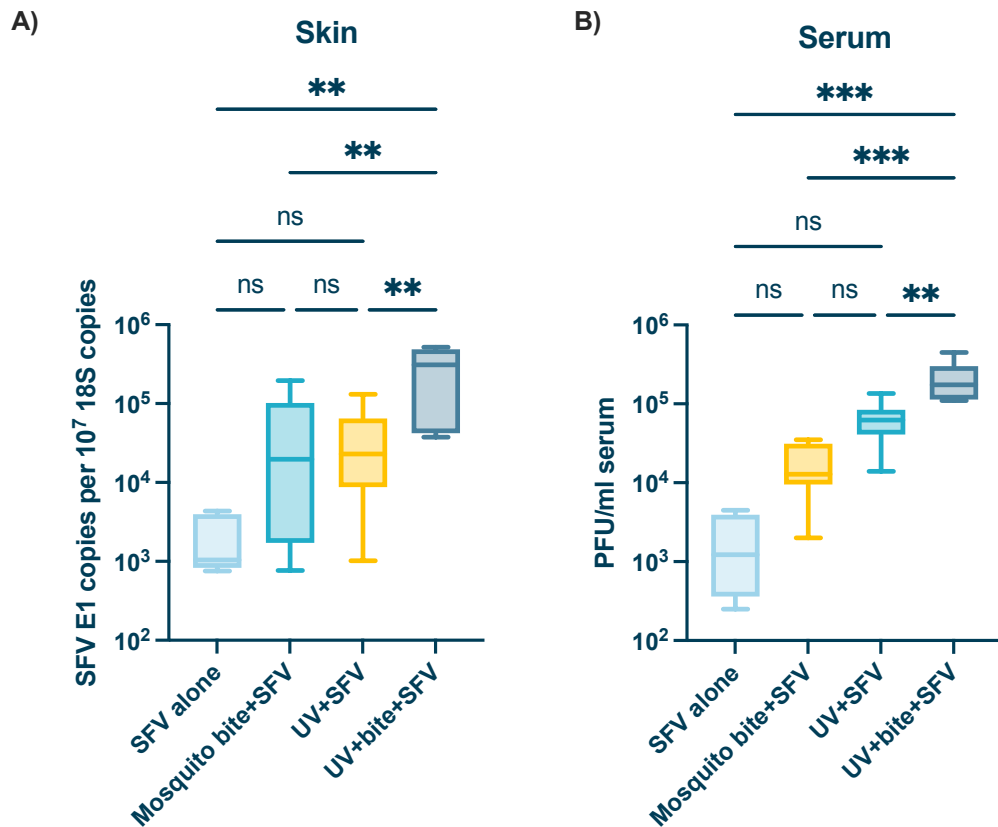 A)
Skin
**
**
ns
ns
ns
**
SFV E1 copies per 10⁷ 18S copies
10⁶
10⁵
10⁴
10³
10²
SFV alone
Mosquito bite+SFV
UV+SFV
UV+bite+SFV
B)
Serum
***
***
ns
ns
ns
**
PFU/ml serum
10⁶
10⁵
10⁴
10³
10²
SFV alone
Mosquito bite+SFV
UV+SFV
UV+bite+SFV